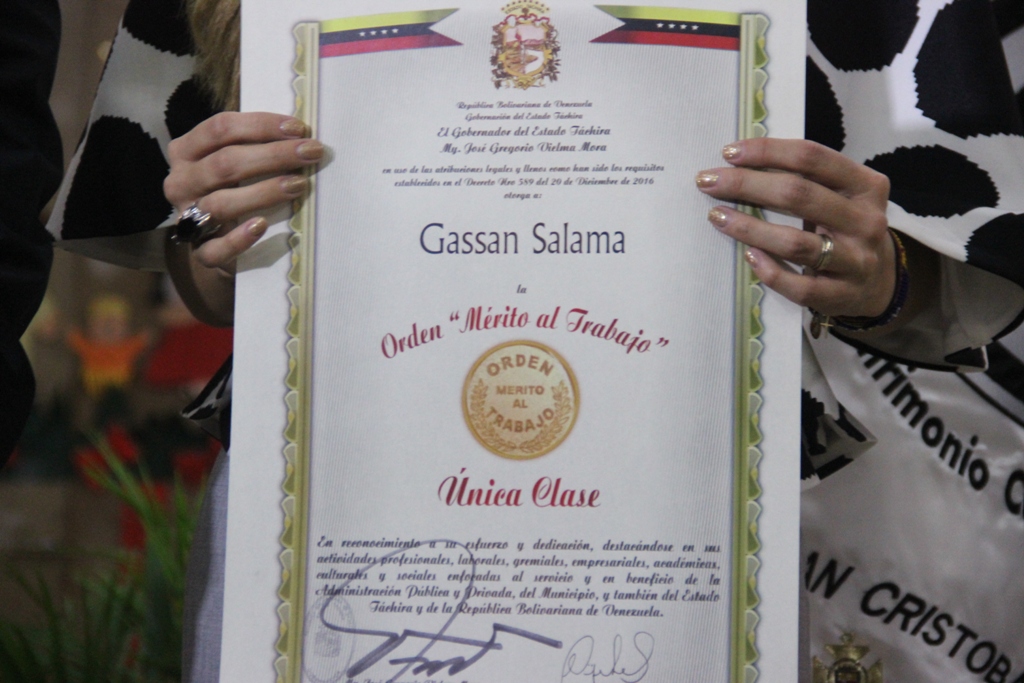 República Bolivariana de Venezuela
Gobernación del Estado Táchira
El Gobernador del Estado Táchira
Mg. José Gregorio Vielma Mora
en uso de las atribuciones legales y llenos como han sido los requisitos
establecidos en el Decreto Nro 589 del 20 de Diciembre de 2016
otorga a:
Gassan Salama
la
Orden "Mérito al Trabajo"
ORDEN
MERITO
AL
TRABAJO
Única Clase
En reconocimiento a su esfuerzo y dedicación, destacándose en sus
actividades profesionales, laborales, gremiales, empresariales, académicas,
culturales y sociales enfocadas al servicio y en beneficio de la
Administración Pública y Privada, del Municipio, y también del Estado
Táchira y de la República Bolivariana de Venezuela.
trimonio C
AN CRISTOBA